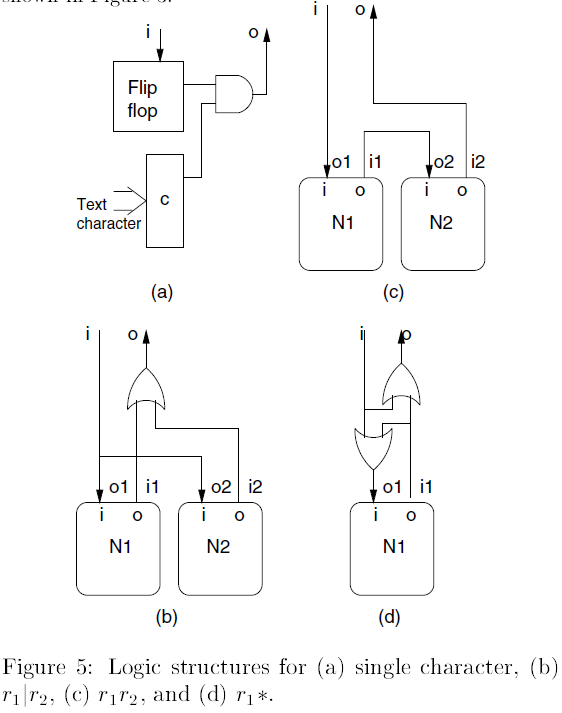 shown in Figure 5.
i o
Flip
flop
Text
character
c
(a)
i o
o1 i1 o2 i2
i o i o
N1 N2
(c)
i o
o1 i1 o2 i2
i o i o
N1 N2
(b)
i o
o1 i1
i o
N1
(d)
Figure 5: Logic structures for (a) single character, (b)
r₁|r₂, (c) r₁r₂, and (d) r₁*.